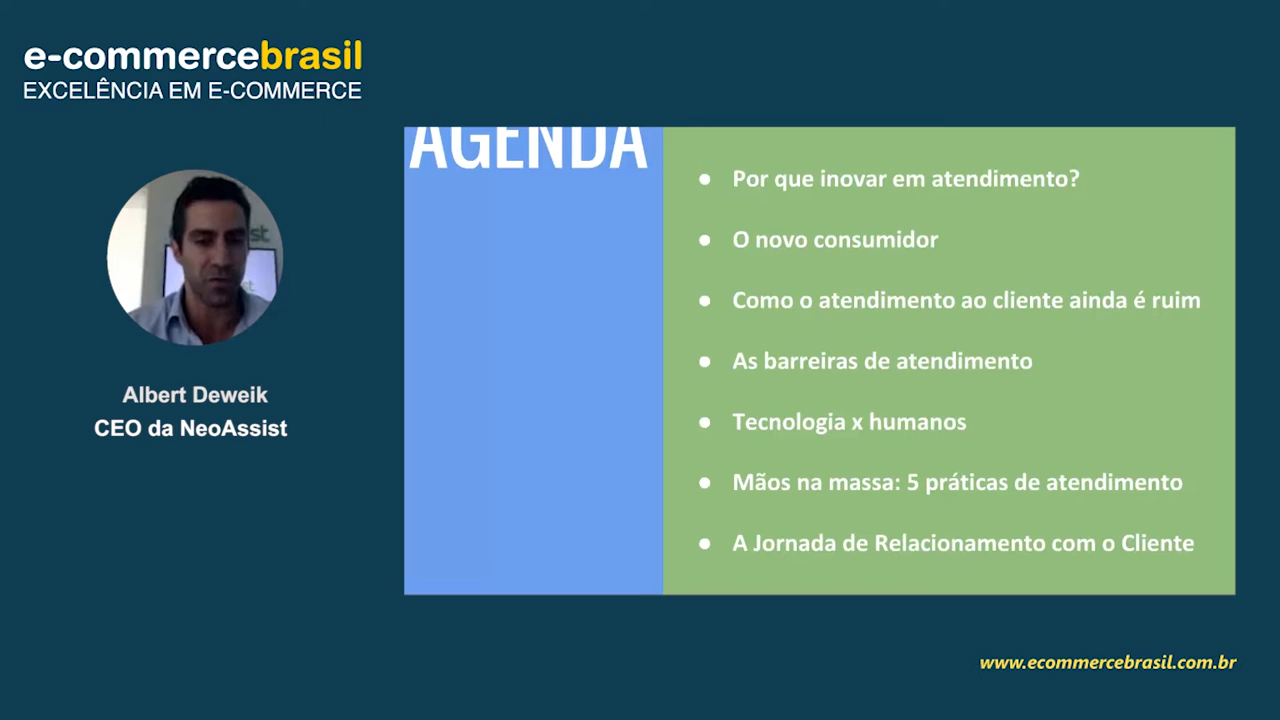 e-commercebrasil
EXCELÊNCIA EM E-COMMERCE
Albert Deweik
CEO da NeoAssist
AGENDA
● Por que inovar em atendimento?
● O novo consumidor
● Como o atendimento ao cliente ainda é ruim
● As barreiras de atendimento
● Tecnologia x humanos
● Mãos na massa: 5 práticas de atendimento
● A Jornada de Relacionamento com o Cliente
www.ecommercebrasil.com.br